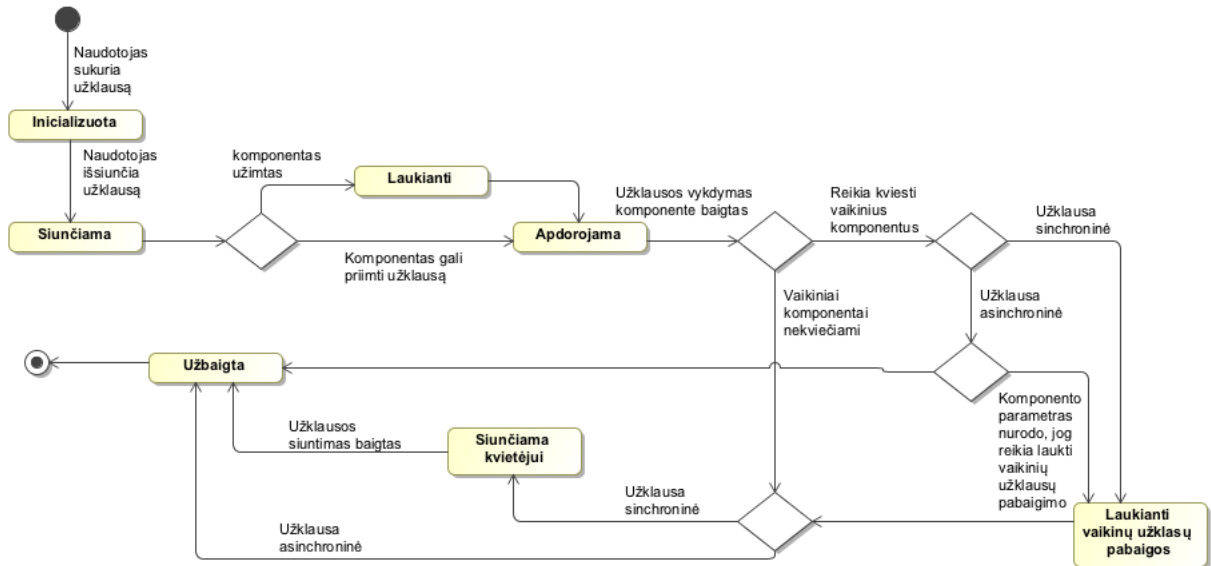 Naudotojas
sukuria
užklausą
Inicializuota
Naudotojas
išsiunčia
užklausą
komponentas
užimtas
Laukianti
Siunčiama
Komponentas gali
priimti užklausą
Apdorojama
Užklausos vykdymas
komponente baigtas
Reikia kviesti
vaikinius
komponentus
Užklausa
sinchroninė
Vaikiniai
komponentai
nekviečiami
Užklausa
asinchroninė
Užbaigta
Komponento
parametras
nurodo, jog
reikia laukti
vaikinių
užklausų
pabaigimo
Užklausos
siuntimas baigtas
Siunčiama
kvietėjui
Užklausa
sinchroninė
Užklausa
asinchroninė
Laukianti
vaikinų užklasų
pabaigos